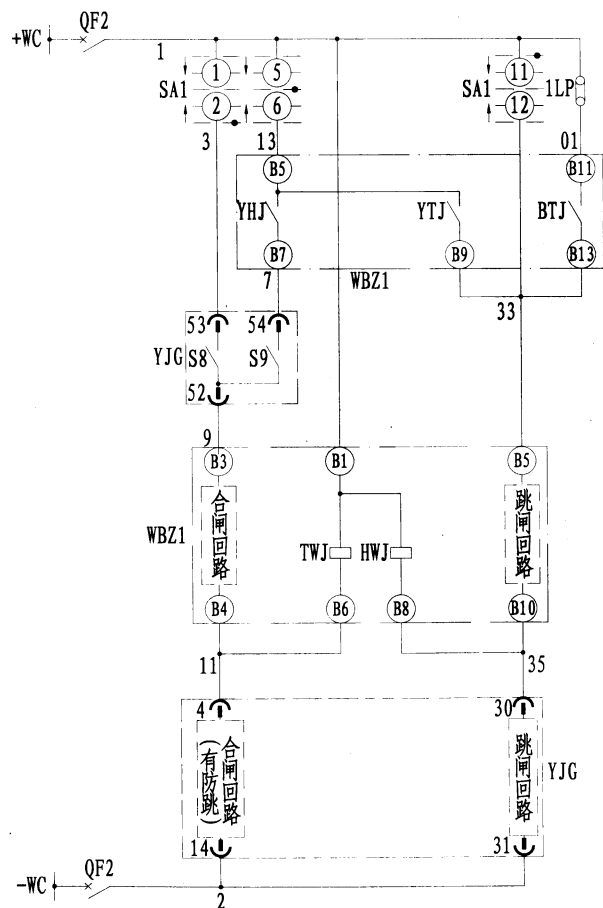 QF2
+WC
1
1
5
11
SA1
SA1
1LP
2
6
12
3
13
01
B5
B11
YHJ
YTJ
BTJ
B7
B9
B13
7
WBZ1
33
53
54
YJG
S8
S9
52
9
B3
B1
B5
合闸回路
跳闸回路
WBZ1
TWJ
HWJ
B4
B6
B8
B10
11
35
4
30
合闸回路
(有防跳)
跳闸回路
YJG
14
31
QF2
-WC
2